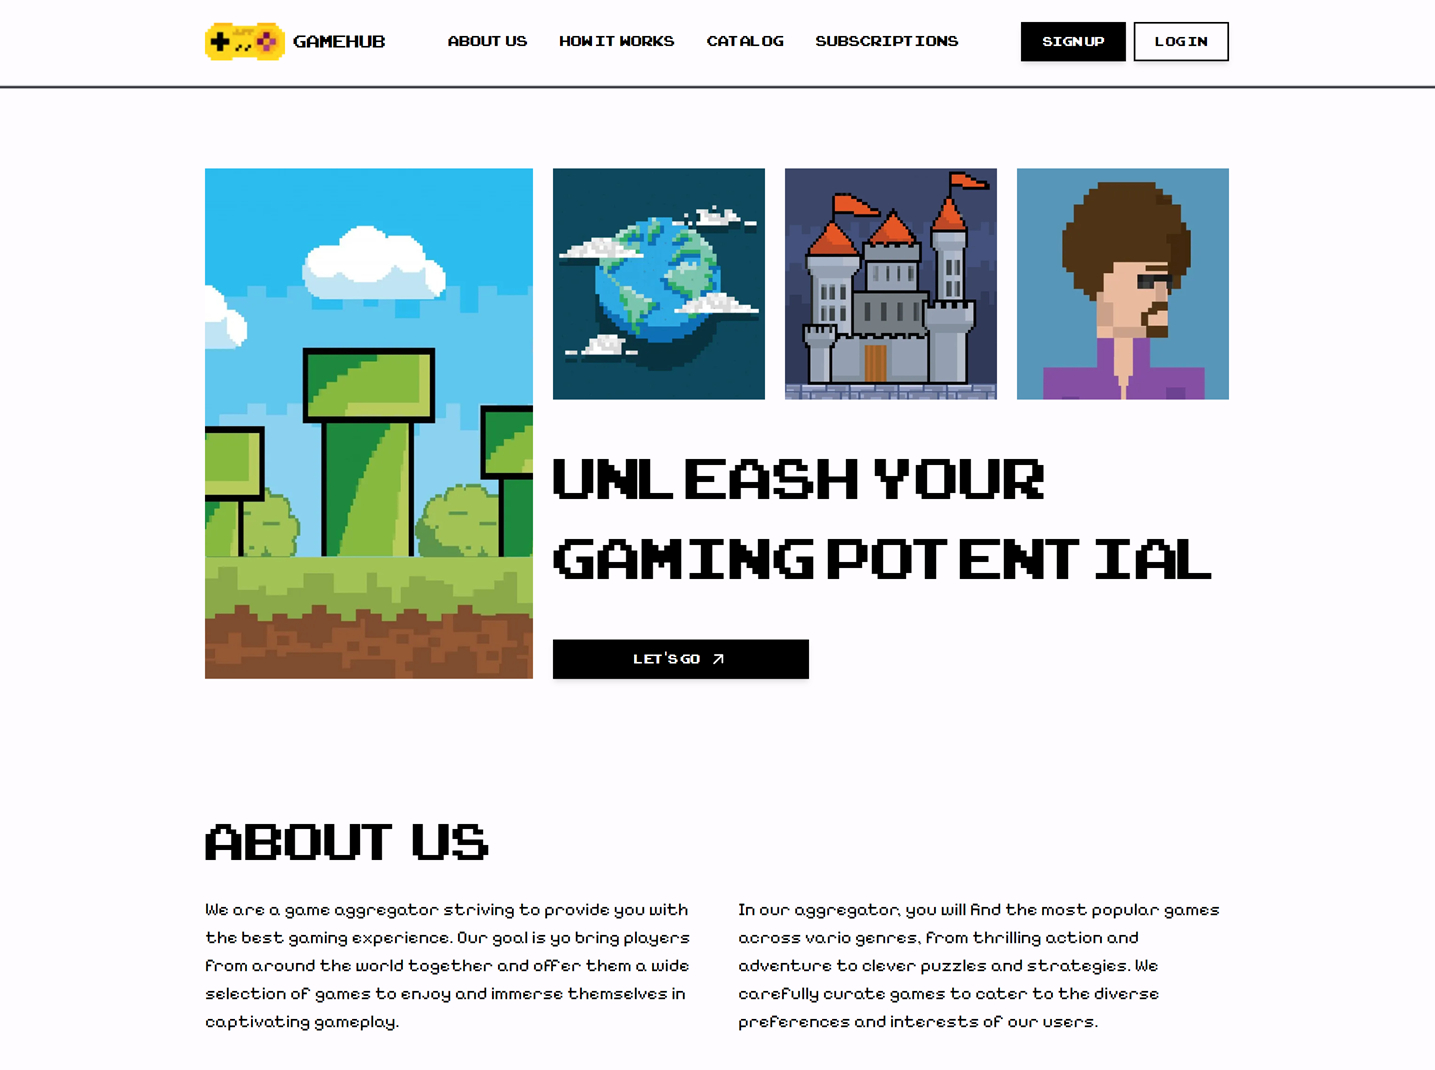 GAMEHUB
ABOUT US
HOW IT WORKS
CATALOG
SUBSCRIPTIONS
SIGN UP
LOG IN
UNLEASH YOUR
GAMING POTENTIAL
LET'S GO
ABOUT US
We are a game aggregator striving to provide you with
the best gaming experience. Our goal is yo bring players
from around the world together and offer them a wide
selection of games to enjoy and immerse themselves in
captivating gameplay.
In our aggregator, you will find the most popular games
across vario genres, from thrilling action and
adventure to clever puzzles and strategies. We
carefully curate games to cater to the diverse
preferences and interests of our users.